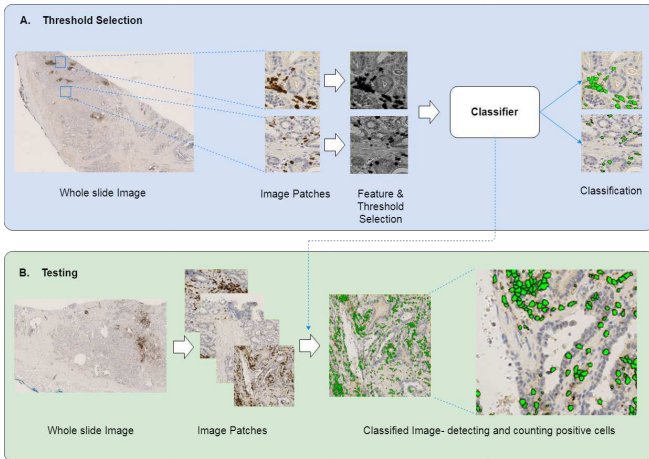 A. Threshold Selection
Classifier
Whole slide Image
Image Patches
Feature &
Threshold
Selection
Classification
B. Testing
Whole slide Image
Image Patches
Classified Image- detecting and counting positive cells